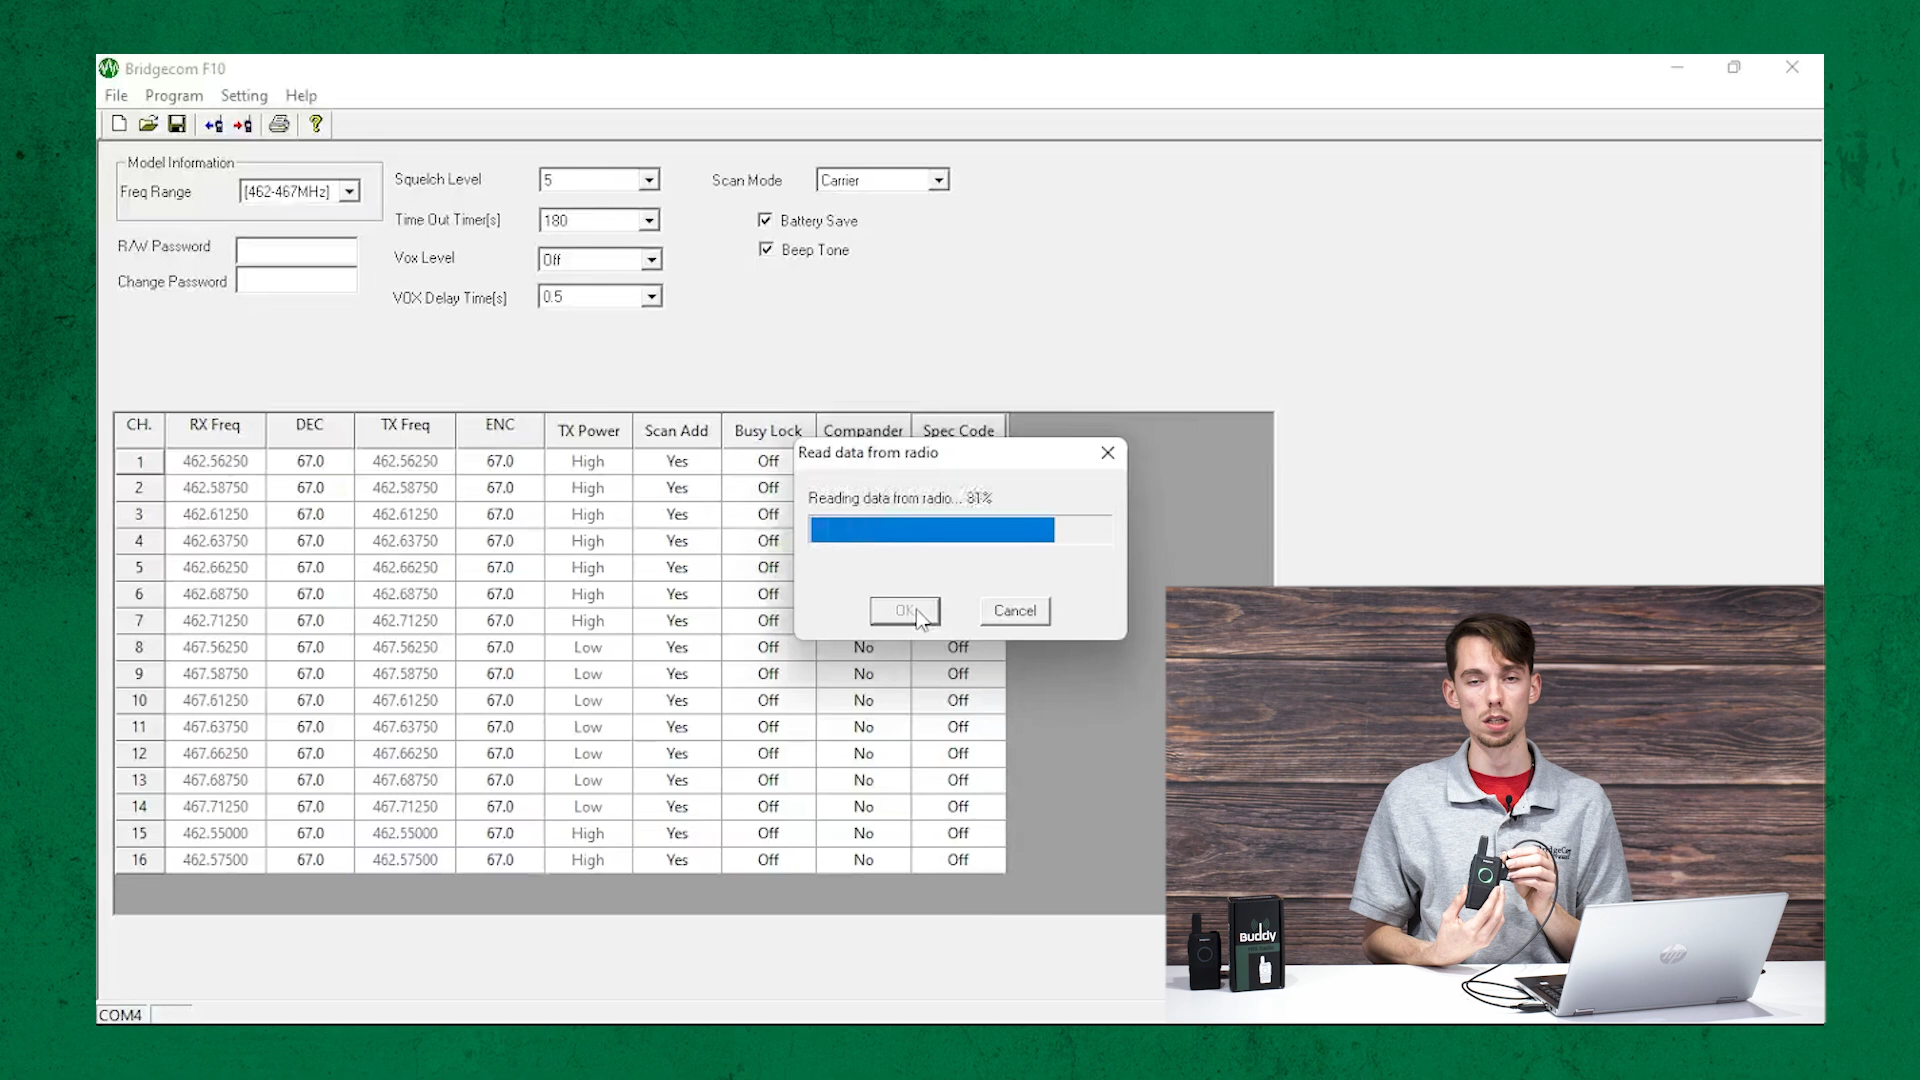 Bridgecom F10
File Program Setting Help
Model Information
Freq Range [462-467MHz]
R/W Password
Change Password
Squelch Level 5
Time Out Timer[s] 180
Vox Level Off
VOX Delay Time[s] 0.5
Scan Mode Carrier
Battery Save
Beep Tone
CH. RX Freq DEC TX Freq ENC TX Power Scan Add Busy Lock Compander Spec Code
1 462.56250 67.0 462.56250 67.0 High Yes Off
2 462.58750 67.0 462.58750 67.0 High Yes Off
3 462.61250 67.0 462.61250 67.0 High Yes Off
4 462.63750 67.0 462.63750 67.0 High Yes Off
5 462.66250 67.0 462.66250 67.0 High Yes Off
6 462.68750 67.0 462.68750 67.0 High Yes Off
7 462.71250 67.0 462.71250 67.0 High Yes Off
8 467.56250 67.0 467.56250 67.0 Low Yes Off No Off
9 467.58750 67.0 467.58750 67.0 Low Yes Off No Off
10 467.61250 67.0 467.61250 67.0 Low Yes Off No Off
11 467.63750 67.0 467.63750 67.0 Low Yes Off No Off
12 467.66250 67.0 467.66250 67.0 Low Yes Off No Off
13 467.68750 67.0 467.68750 67.0 Low Yes Off No Off
14 467.71250 67.0 467.71250 67.0 Low Yes Off No Off
15 462.55000 67.0 462.55000 67.0 High Yes Off No Off
16 462.57500 67.0 462.57500 67.0 High Yes Off No Off
Read data from radio
Reading data from radio... 81%
OK Cancel
Buddy
hp
COM4